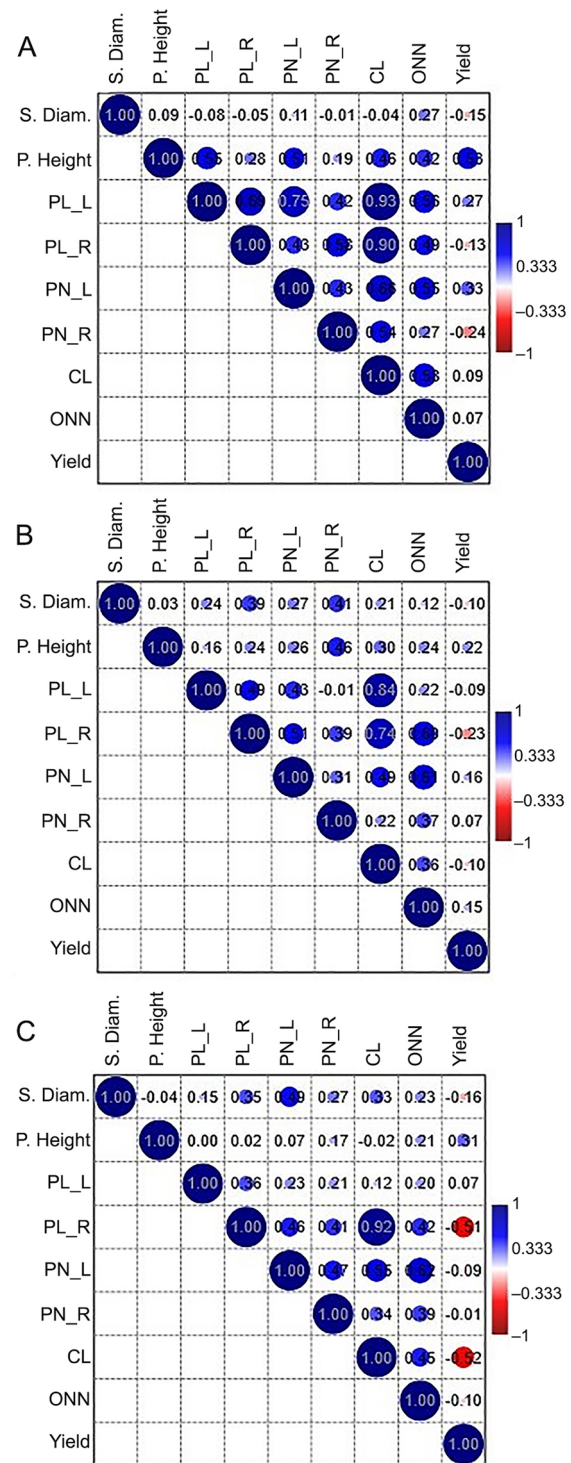 A
S. Diam. P. Height PL_L PL_R PN_L PN_R CL ONN Yield
S. Diam. 1.00 0.09 -0.08 -0.05 0.11 -0.01 -0.04 0.27 -0.15
P. Height 1.00 0.55 0.28 0.51 0.19 0.46 0.42 0.53
PL_L 1.00 0.75 0.42 0.93 0.56 0.27
PL_R 1.00 0.43 0.53 0.90 0.49 -0.13
PN_L 1.00 0.43 0.66 0.55 0.33
PN_R 1.00 0.54 0.27 -0.24
CL 1.00 0.53 0.09
ONN 1.00 0.07
Yield 1.00
1
0.333
−0.333
−1
B
S. Diam. P. Height PL_L PL_R PN_L PN_R CL ONN Yield
S. Diam. 1.00 0.03 0.24 0.39 0.27 0.41 0.21 0.12 -0.10
P. Height 1.00 0.16 0.24 0.26 0.46 0.30 0.24 0.22
PL_L 1.00 0.49 0.43 -0.01 0.84 0.22 -0.09
PL_R 1.00 0.51 0.39 0.74 -0.23
PN_L 1.00 0.31 0.49 0.61 0.16
PN_R 1.00 0.22 0.37 0.07
CL 1.00 0.36 -0.10
ONN 1.00 0.15
Yield 1.00
1
0.333
−0.333
−1
C
S. Diam. P. Height PL_L PL_R PN_L PN_R CL ONN Yield
S. Diam. 1.00 -0.04 0.15 0.35 0.49 0.27 0.33 0.23 -0.16
P. Height 1.00 0.00 0.02 0.07 0.17 -0.02 0.21 0.31
PL_L 1.00 0.36 0.23 0.21 0.12 0.20 0.07
PL_R 1.00 0.46 0.41 0.92 0.42 -0.51
PN_L 1.00 0.47 0.55 0.62 -0.09
PN_R 1.00 0.34 0.39 -0.01
CL 1.00 0.45 -0.52
ONN 1.00 -0.10
Yield 1.00
1
0.333
−0.333
−1